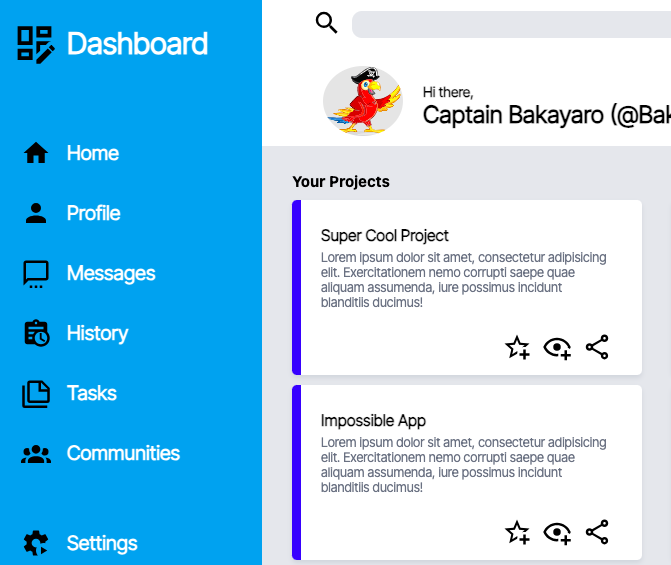 Dashboard
Home
Profile
Messages
History
Tasks
Communities
Settings
Hi there,
Captain Bakayaro (@Bak
Your Projects
Super Cool Project
Lorem ipsum dolor sit amet, consectetur adipisicing
elit. Exercitationem nemo corrupti saepe quae
aliquam assumenda, iure possimus incidunt
blanditiis ducimus!
Impossible App
Lorem ipsum dolor sit amet, consectetur adipisicing
elit. Exercitationem nemo corrupti saepe quae
aliquam assumenda, iure possimus incidunt
blanditiis ducimus!